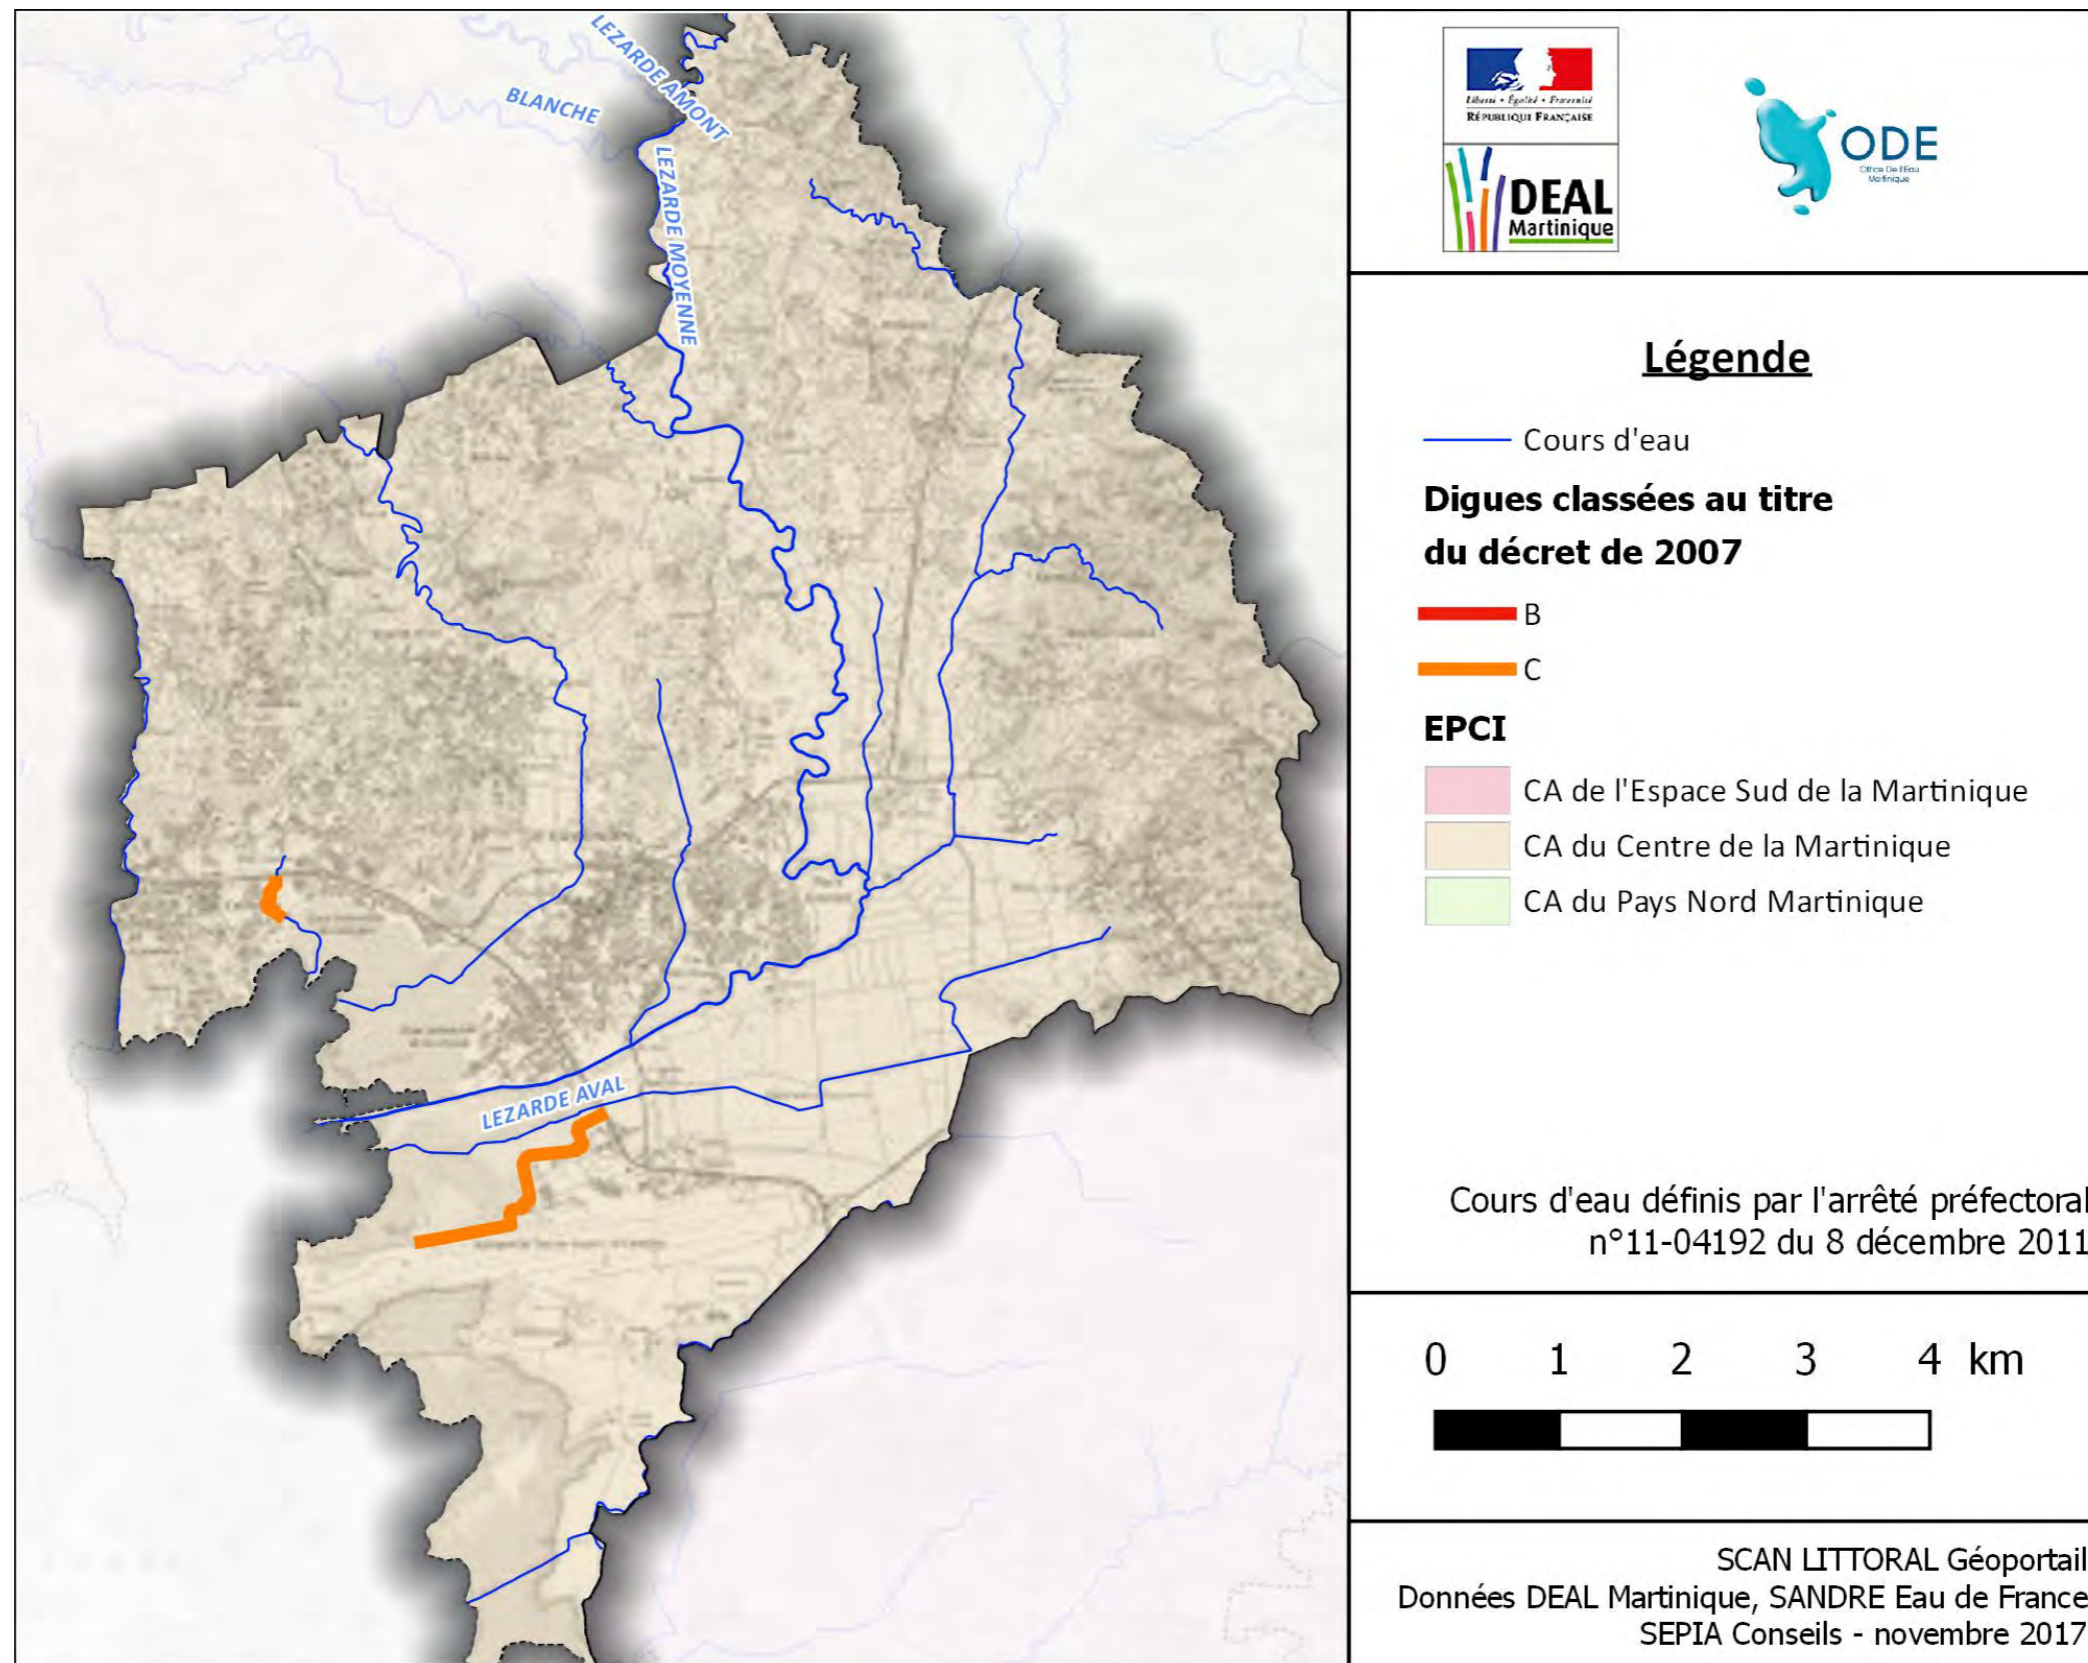 LEZARDE AMONT
BLANCHE
LEZARDE MOYENNE
LEZARDE AVAL
Liberté • Égalité • Fraternité
RÉPUBLIQUE FRANÇAISE
DEAL
Martinique
ODE
Office De l'Eau
Martinique
Légende
Cours d'eau
Digues classées au titre
du décret de 2007
B
C
EPCI
CA de l'Espace Sud de la Martinique
CA du Centre de la Martinique
CA du Pays Nord Martinique
Cours d'eau définis par l'arrêté préfectoral
n°11-04192 du 8 décembre 2011
0 1 2 3 4 km
SCAN LITTORAL Géoportail
Données DEAL Martinique, SANDRE Eau de France
SEPIA Conseils - novembre 2017